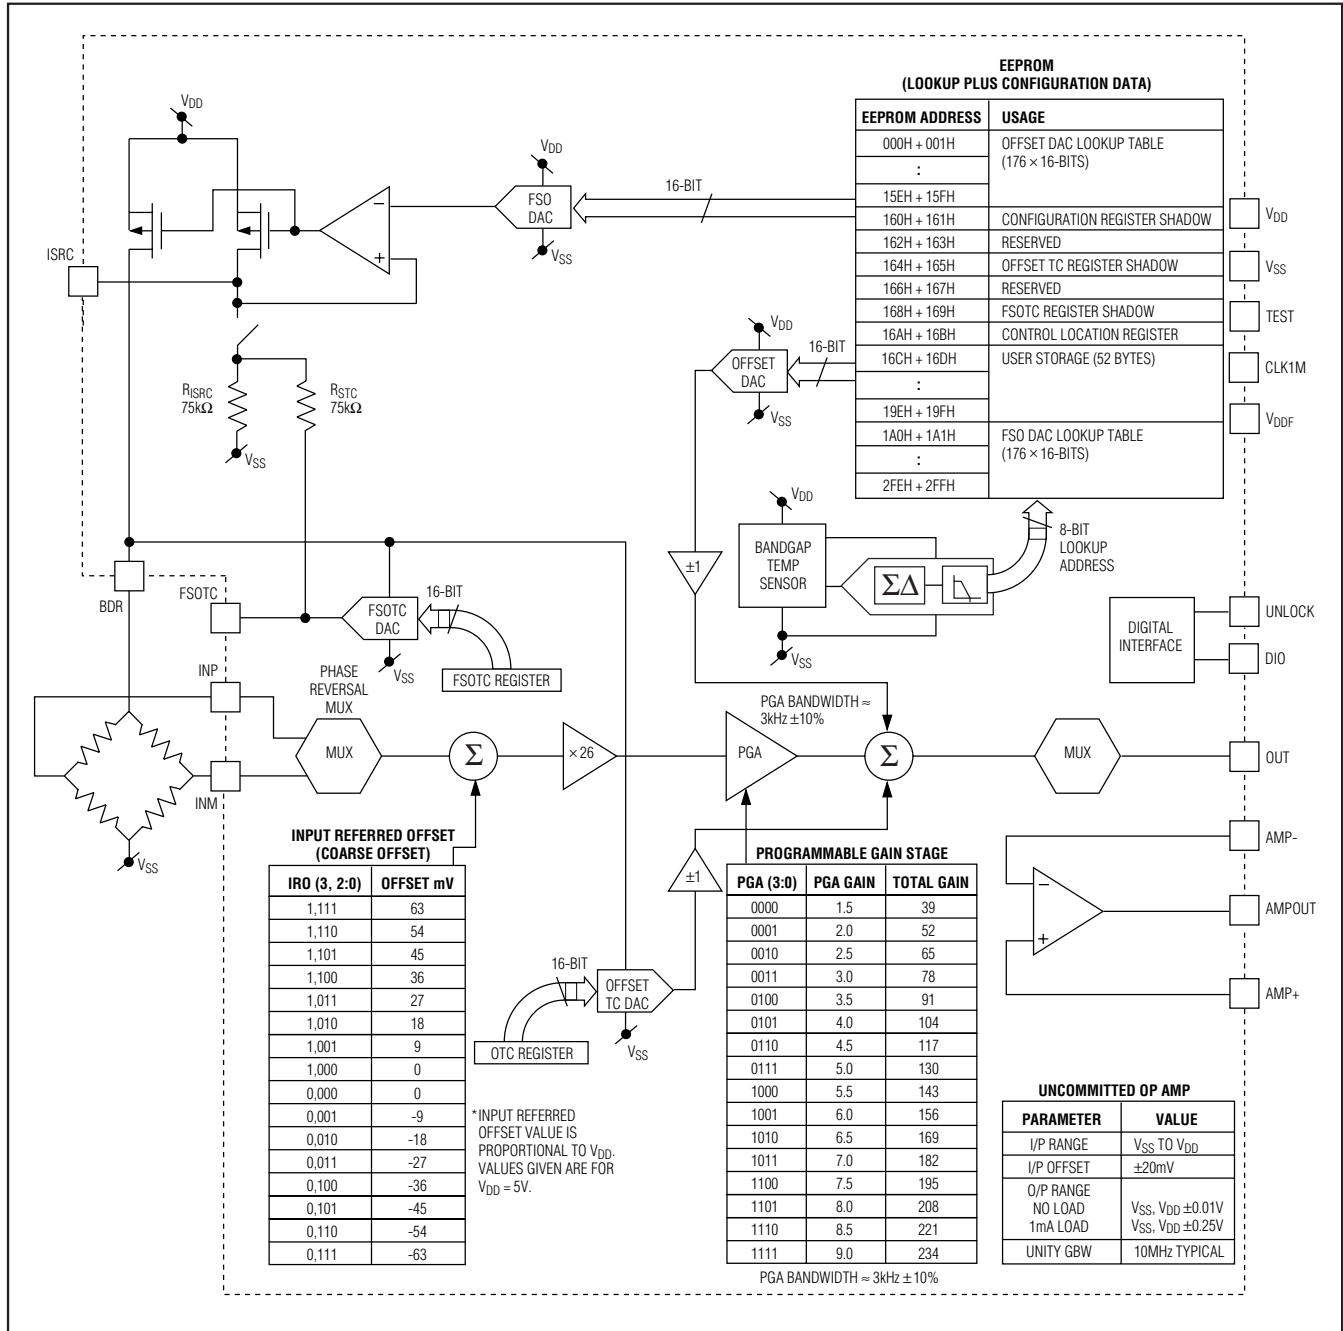 EEPROM
(LOOKUP PLUS CONFIGURATION DATA)
EEPROM ADDRESS USAGE
000H + 001H OFFSET DAC LOOKUP TABLE
(176 × 16-BITS)
:
15EH + 15FH
160H + 161H CONFIGURATION REGISTER SHADOW
162H + 163H RESERVED
164H + 165H OFFSET TC REGISTER SHADOW
166H + 167H RESERVED
168H + 169H FSOTC REGISTER SHADOW
16AH + 16BH CONTROL LOCATION REGISTER
16CH + 16DH USER STORAGE (52 BYTES)
:
19EH + 19FH
1A0H + 1A1H FSO DAC LOOKUP TABLE
(176 × 16-BITS)
:
2FEH + 2FFH
VDD
VDD
FSO
DAC
VSS
16-BIT
−
+
ISRC
RISRC
75kΩ
RSTC
75kΩ
VSS
VDD
OFFSET
DAC
VSS
16-BIT
VDD
VSS
TEST
CLK1M
VDDF
VDD
BANDGAP
TEMP
SENSOR
ΣΔ
VSS
8-BIT
LOOKUP
ADDRESS
±1
BDR
FSOTC
FSOTC
DAC
16-BIT
VSS
FSOTC REGISTER
DIGITAL
INTERFACE
UNLOCK
DIO
INP
INM
VSS
PHASE
REVERSAL
MUX
MUX
Σ
×26
PGA BANDWIDTH ≈
3kHz ±10%
PGA
Σ
MUX
OUT
INPUT REFERRED OFFSET
(COARSE OFFSET)
IRO (3, 2:0) OFFSET mV
1,111 63
1,110 54
1,101 45
1,100 36
1,011 27
1,010 18
1,001 9
1,000 0
0,000 0
0,001 -9
0,010 -18
0,011 -27
0,100 -36
0,101 -45
0,110 -54
0,111 -63
*INPUT REFERRED
OFFSET VALUE IS
PROPORTIONAL TO VDD.
VALUES GIVEN ARE FOR
VDD = 5V.
16-BIT
OFFSET
TC DAC
VSS
OTC REGISTER
±1
PROGRAMMABLE GAIN STAGE
PGA (3:0) PGA GAIN TOTAL GAIN
0000 1.5 39
0001 2.0 52
0010 2.5 65
0011 3.0 78
0100 3.5 91
0101 4.0 104
0110 4.5 117
0111 5.0 130
1000 5.5 143
1001 6.0 156
1010 6.5 169
1011 7.0 182
1100 7.5 195
1101 8.0 208
1110 8.5 221
1111 9.0 234
PGA BANDWIDTH ≈ 3kHz ±10%
AMP-
−
AMPOUT
+
AMP+
UNCOMMITTED OP AMP
PARAMETER VALUE
I/P RANGE VSS TO VDD
I/P OFFSET ±20mV
O/P RANGE
NO LOAD VSS, VDD ±0.01V
1mA LOAD VSS, VDD ±0.25V
UNITY GBW 10MHz TYPICAL